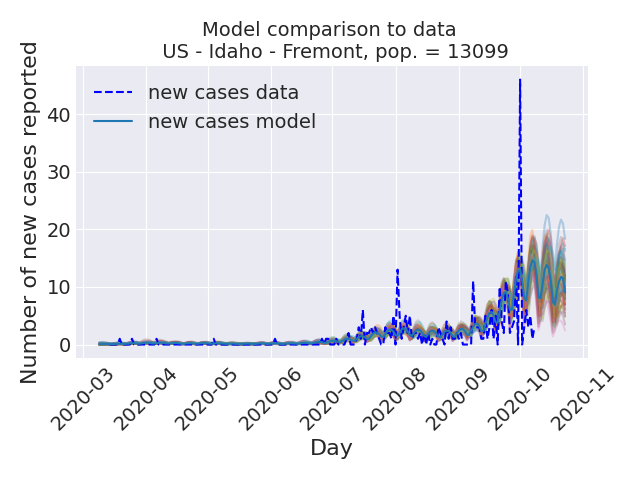 Model comparison to data
US - Idaho - Fremont, pop. = 13099
Number of new cases reported
40
30
20
10
0
new cases data
new cases model
2020-03
2020-04
2020-05
2020-06
2020-07
2020-08
2020-09
2020-10
2020-11
Day